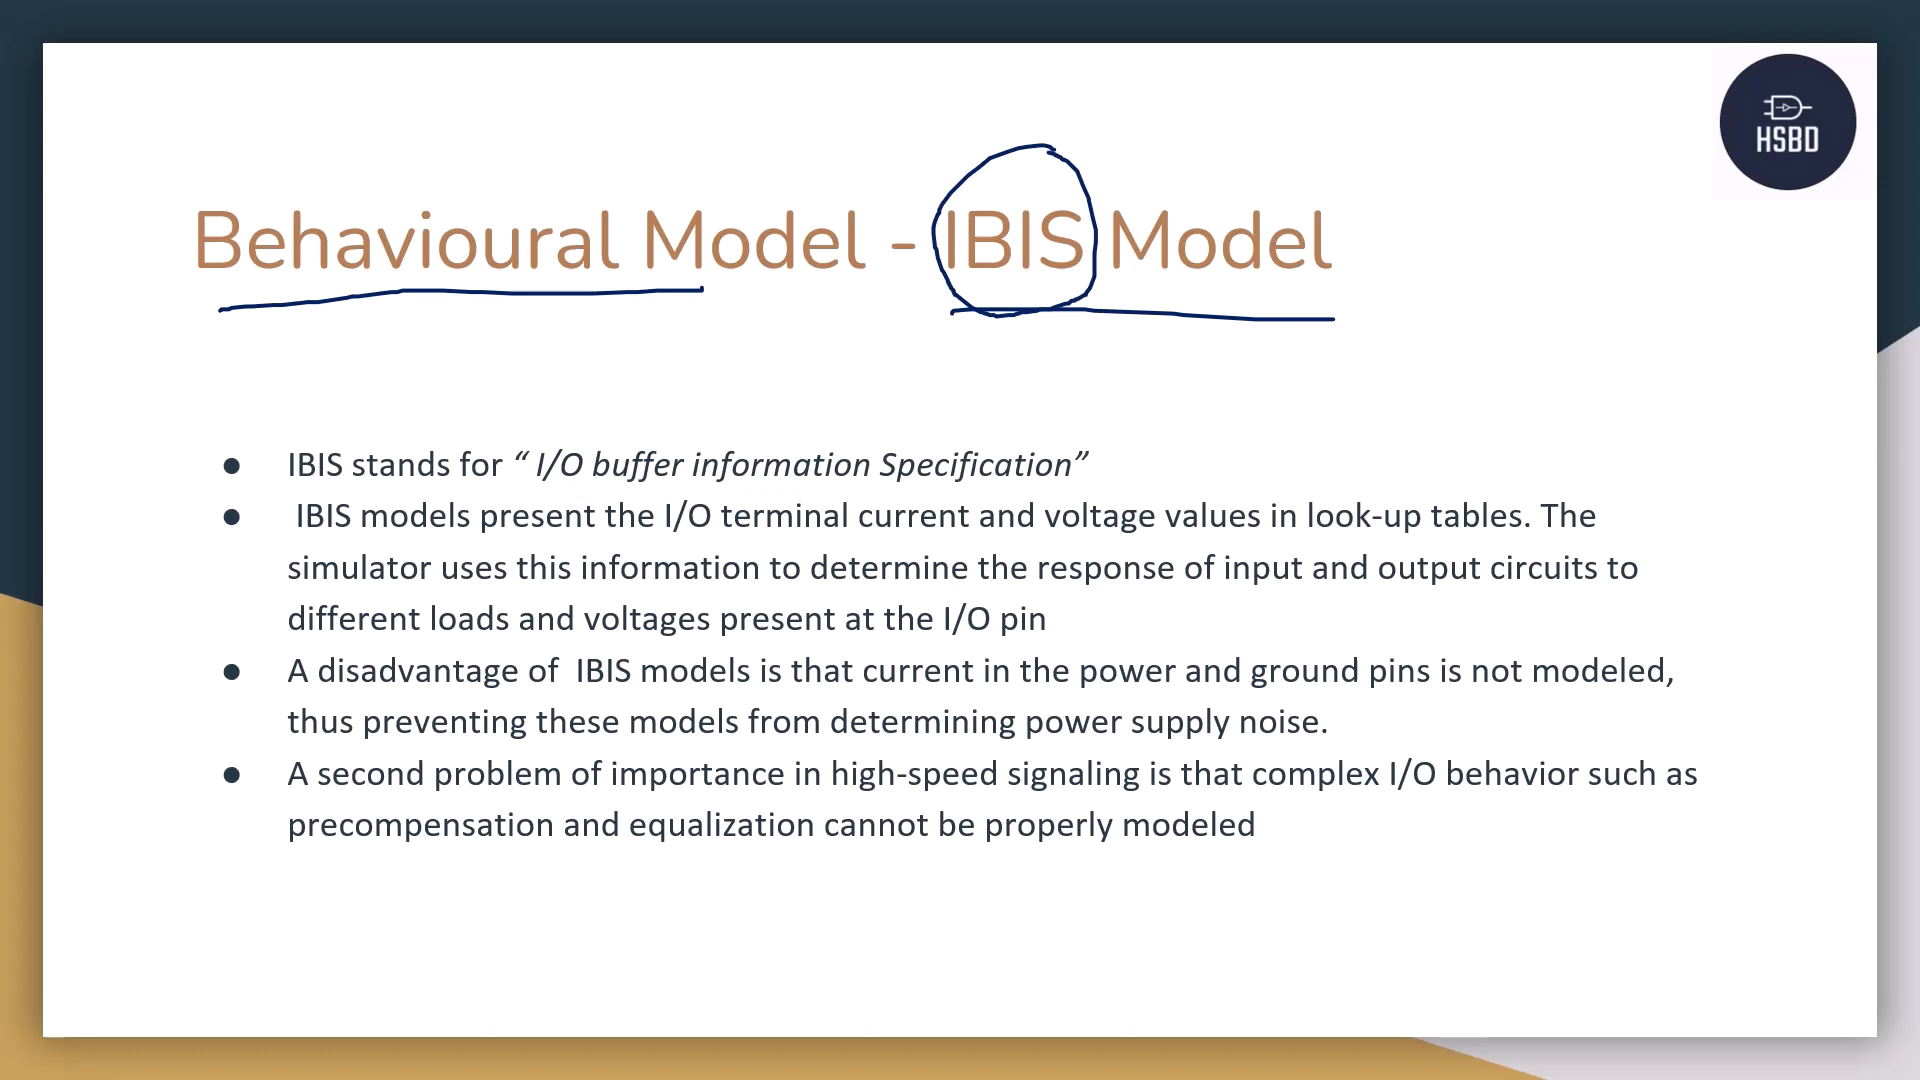 HSBD
Behavioural Model - IBIS Model
● IBIS stands for “ I/O buffer information Specification”
● IBIS models present the I/O terminal current and voltage values in look-up tables. The
simulator uses this information to determine the response of input and output circuits to
different loads and voltages present at the I/O pin
● A disadvantage of IBIS models is that current in the power and ground pins is not modeled,
thus preventing these models from determining power supply noise.
● A second problem of importance in high-speed signaling is that complex I/O behavior such as
precompensation and equalization cannot be properly modeled